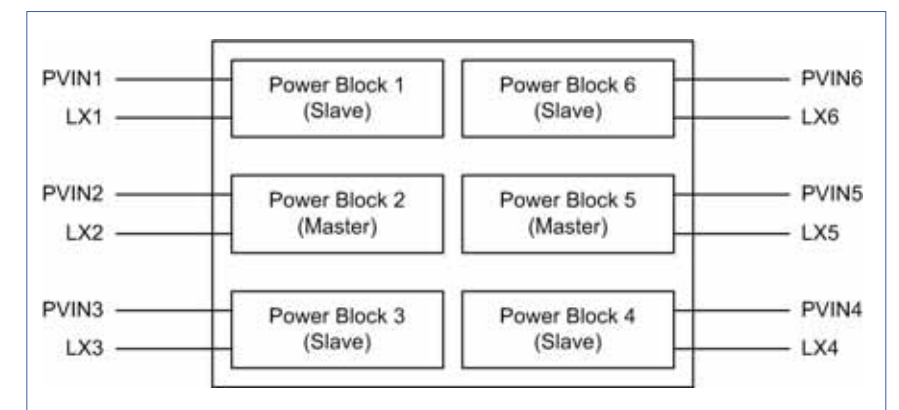 PVIN1
LX1
Power Block 1
(Slave)
Power Block 6
(Slave)
PVIN6
LX6
PVIN2
LX2
Power Block 2
(Master)
Power Block 5
(Master)
PVIN5
LX5
PVIN3
LX3
Power Block 3
(Slave)
Power Block 4
(Slave)
PVIN4
LX4